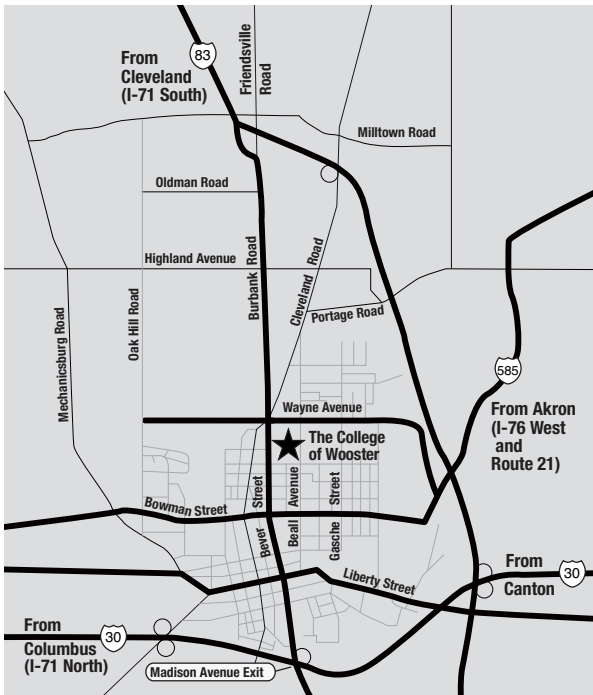 83
From
Cleveland
(I-71 South)
Friendsville
Road
Milltown Road
Oldman Road
Highland Avenue
Burbank Road
Cleveland Road
Portage Road
Oak Hill Road
Mechanicsburg Road
585
From Akron
(I-76 West
and
Route 21)
Wayne Avenue
The College
of Wooster
Bowman Street
Bever Street
Beall Avenue
Gasche Street
Liberty Street
From
Canton
30
From
Columbus
(I-71 North)
30
Madison Avenue Exit